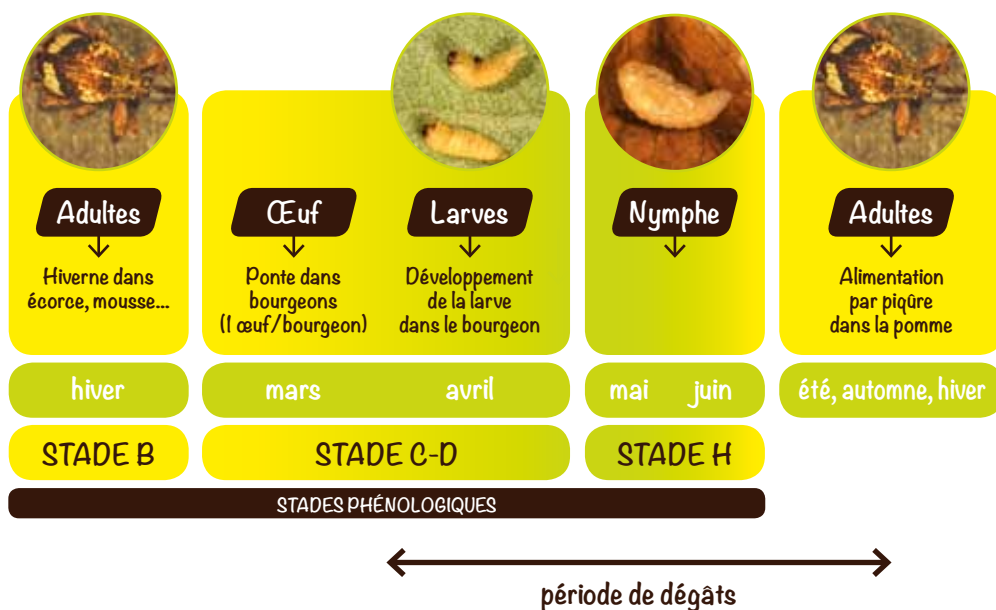 Adultes
Hiverne dans
écorce, mousse...
Œuf
Ponte dans
bourgeons
(1 œuf/bourgeon)
Larves
Développement
de la larve
dans le bourgeon
Nymphe
Adultes
Alimentation
par piqûre
dans la pomme
hiver
mars
avril
mai
juin
été, automne, hiver
STADE B
STADE C-D
STADE H
STADES PHÉNOLOGIQUES
période de dégâts